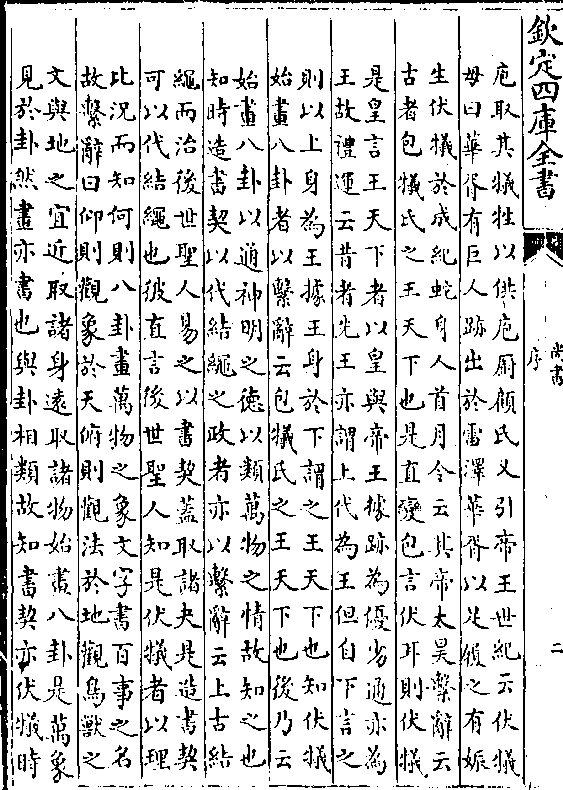 欽定四庫全書
尚書
序
二
庖取其犧牲以供庖厨顧氏又引帝王世紀云伏犧
母曰華胥有巨人跡出於雷澤華胥以足履之有娠
生伏犧於成紀蛇身人首月令云其帝太昊繫辭云
古者包犧氏之王天下也是直變包言伏耳則伏犧
是皇言王天下者以皇與帝王據跡為優劣通亦為
王故禮運云昔者先王亦謂上代為王但自下言之
則以上身為王據王身於下謂之王天下也知伏犧
始畫八卦者以繫辭云包犧氏之王天下也後乃云
始畫八卦以通神明之德以類萬物之情故知之也
知時造書契以代結繩之政者亦以繫辭云上古結
繩而治後世聖人易之以書契蓋取諸夬是造書契
可以代結繩也彼直言後世聖人知是伏犧者以理
比況而知何則八卦畫萬物之象文字書百事之名
故繫辭曰仰則觀象於天俯則觀法於地觀鳥獸之
文與地之宜近取諸身遠取諸物始畫八卦是萬象
見於卦然畫亦書也與卦相類故知書契亦伏犧時